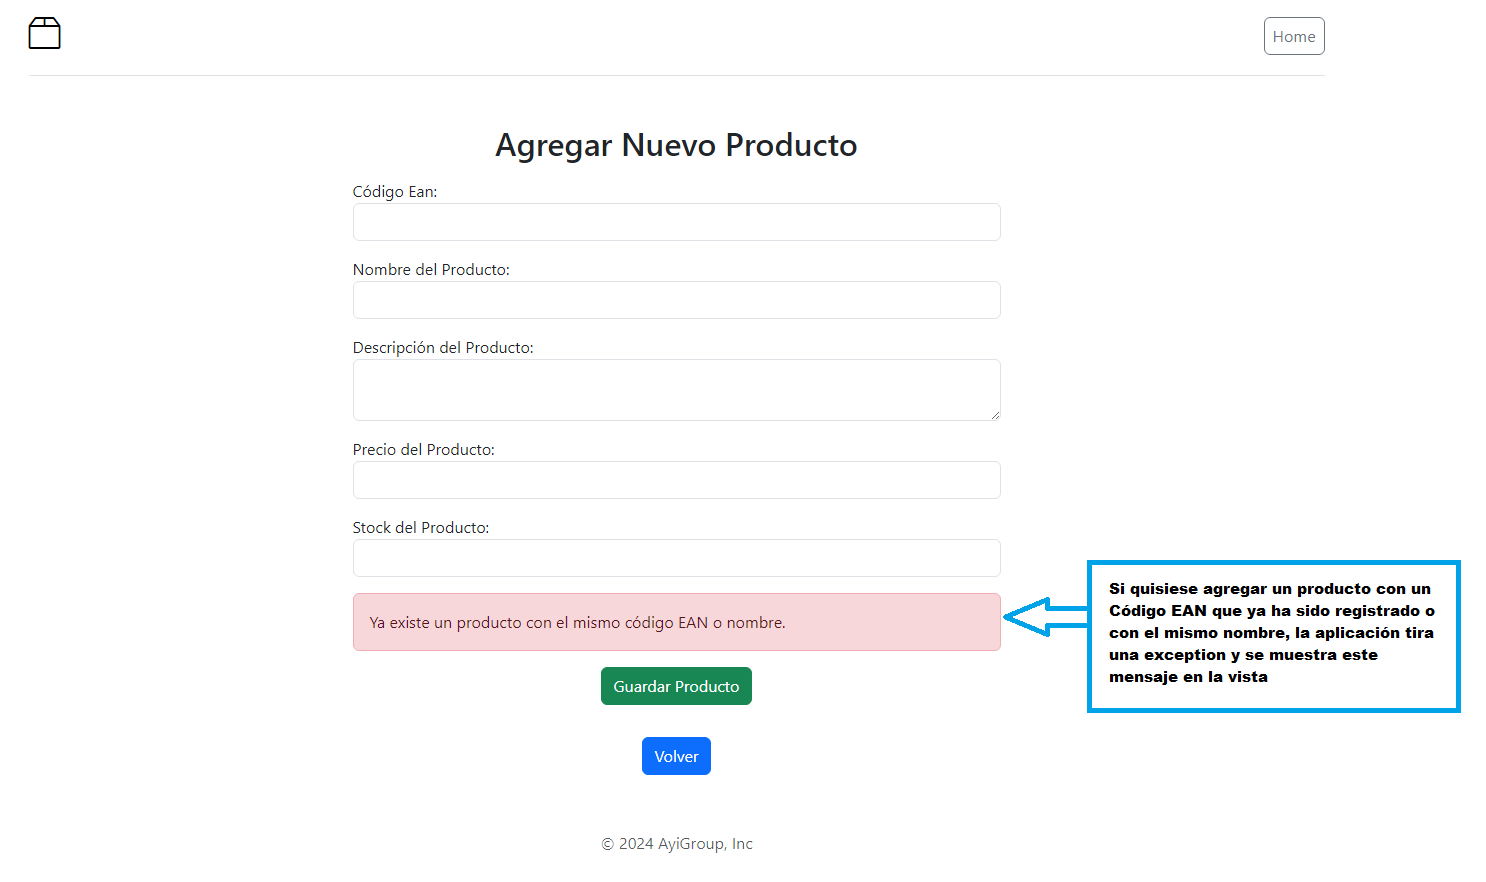 Home
Agregar Nuevo Producto
Código Ean:
Nombre del Producto:
Descripción del Producto:
Precio del Producto:
Stock del Producto:
Ya existe un producto con el mismo código EAN o nombre.
Si quisiese agregar un producto con un
Código EAN que ya ha sido registrado o
con el mismo nombre, la aplicación tira
una exception y se muestra este
mensaje en la vista
Guardar Producto
Volver
© 2024 AyiGroup, Inc